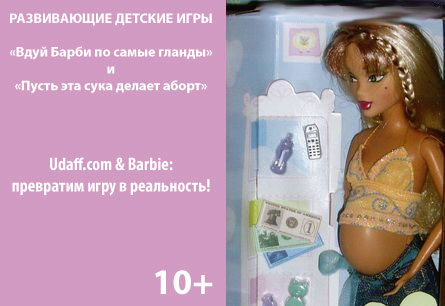 РАЗВИВАЮЩИЕ ДЕТСКИЕ ИГРЫ
«Вдуй Барби по самые гланды»
и
«Пусть эта сука делает аборт»
Udaff.com & Barbie:
превратим игру в реальность!
10+